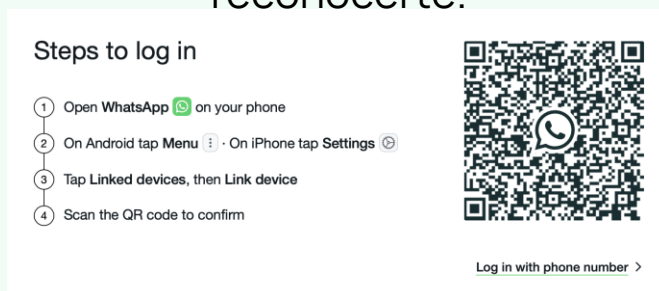 reconocerte.
Steps to log in
1 Open WhatsApp on your phone
2 On Android tap Menu · On iPhone tap Settings
3 Tap Linked devices, then Link device
4 Scan the QR code to confirm
Log in with phone number >